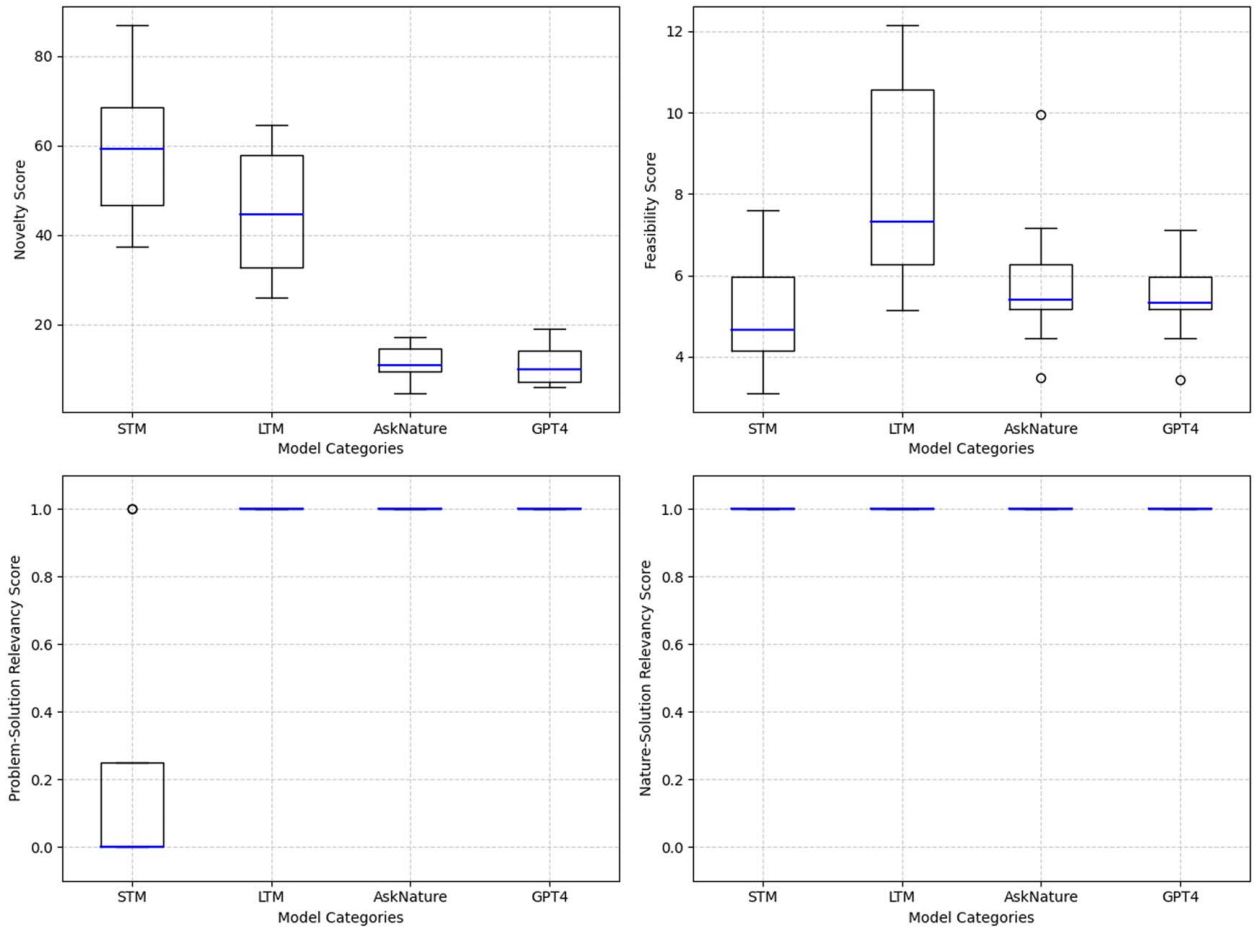 Novelty Score
80
60
40
20
STM LTM AskNature GPT4
Model Categories
Feasibility Score
12
10
8
6
4
STM LTM AskNature GPT4
Model Categories
Problem-Solution Relevancy Score
1.0
0.8
0.6
0.4
0.2
0.0
STM LTM AskNature GPT4
Model Categories
Nature-Solution Relevancy Score
1.0
0.8
0.6
0.4
0.2
0.0
STM LTM AskNature GPT4
Model Categories